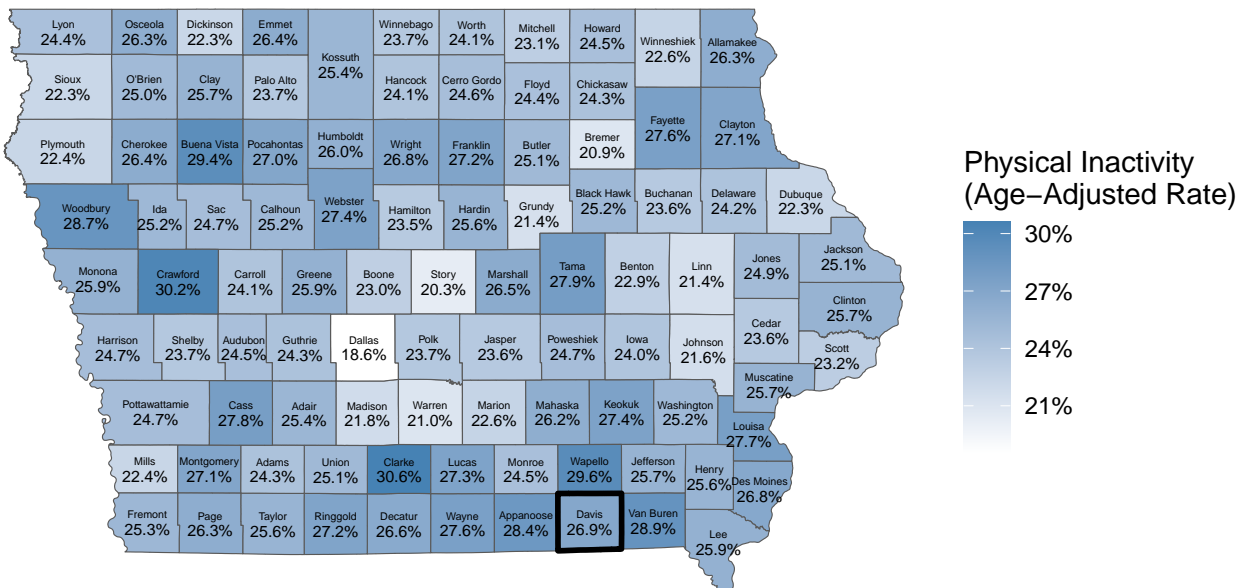 Lyon
24.4%
Osceola
26.3%
Dickinson
22.3%
Emmet
26.4%
Kossuth
25.4%
Winnebago
23.7%
Worth
24.1%
Mitchell
23.1%
Howard
24.5%
Winneshiek
22.6%
Allamakee
26.3%
Sioux
22.3%
O'Brien
25.0%
Clay
25.7%
Palo Alto
23.7%
Hancock
24.1%
Cerro Gordo
24.6%
Floyd
24.4%
Chickasaw
24.3%
Fayette
27.6%
Clayton
27.1%
Plymouth
22.4%
Cherokee
26.4%
Buena Vista
29.4%
Pocahontas
27.0%
Humboldt
26.0%
Wright
26.8%
Franklin
27.2%
Butler
25.1%
Bremer
20.9%
Woodbury
28.7%
Ida
25.2%
Sac
24.7%
Calhoun
25.2%
Webster
27.4%
Hamilton
23.5%
Hardin
25.6%
Grundy
21.4%
Black Hawk
25.2%
Buchanan
23.6%
Delaware
24.2%
Dubuque
22.3%
Monona
25.9%
Crawford
30.2%
Carroll
24.1%
Greene
25.9%
Boone
23.0%
Story
20.3%
Marshall
26.5%
Tama
27.9%
Benton
22.9%
Linn
21.4%
Jones
24.9%
Jackson
25.1%
Clinton
25.7%
Harrison
24.7%
Shelby
23.7%
Audubon
24.5%
Guthrie
24.3%
Dallas
18.6%
Polk
23.7%
Jasper
23.6%
Poweshiek
24.7%
Iowa
24.0%
Johnson
21.6%
Cedar
23.6%
Scott
23.2%
Muscatine
25.7%
Pottawattamie
24.7%
Cass
27.8%
Adair
25.4%
Madison
21.8%
Warren
21.0%
Marion
22.6%
Mahaska
26.2%
Keokuk
27.4%
Washington
25.2%
Louisa
27.7%
Mills
22.4%
Montgomery
27.1%
Adams
24.3%
Union
25.1%
Clarke
30.6%
Lucas
27.3%
Monroe
24.5%
Wapello
29.6%
Jefferson
25.7%
Henry
25.6%
Des Moines
26.8%
Fremont
25.3%
Page
26.3%
Taylor
25.6%
Ringgold
27.2%
Decatur
26.6%
Wayne
27.6%
Appanoose
28.4%
Davis
26.9%
Van Buren
28.9%
Lee
25.9%
Physical Inactivity
(Age−Adjusted Rate)
30%
27%
24%
21%